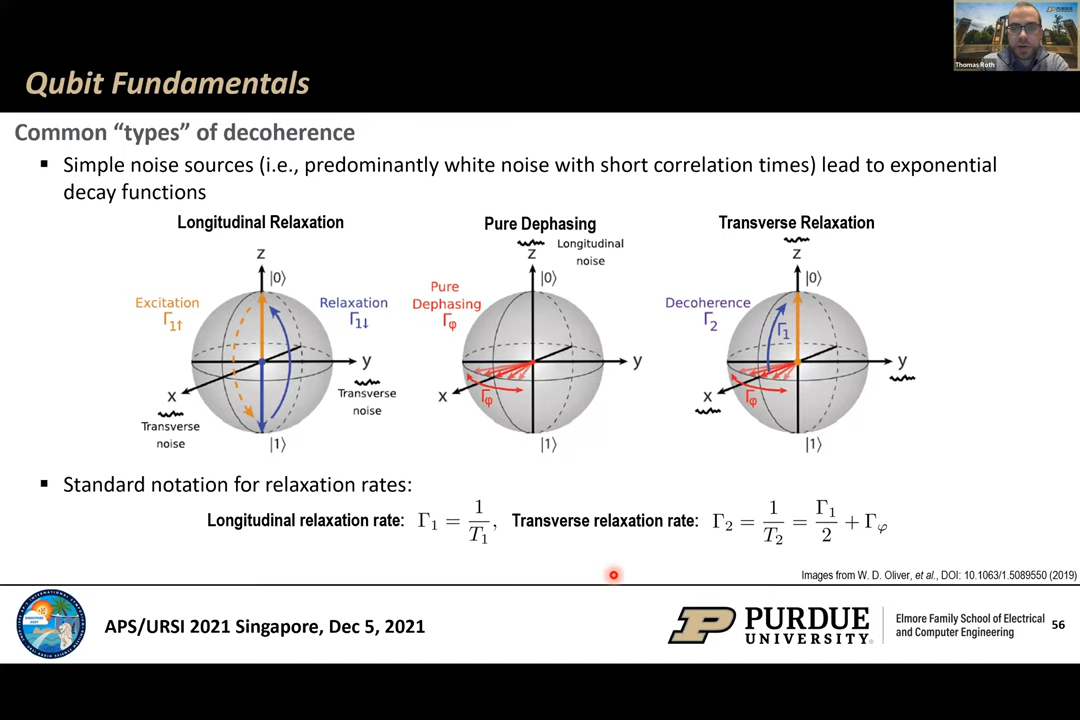 PURDUE
Thomas Roth
Qubit Fundamentals
Common “types” of decoherence
▪ Simple noise sources (i.e., predominantly white noise with short correlation times) lead to exponential
decay functions
Longitudinal Relaxation
z
|0⟩
Excitation
Γ1↑
Relaxation
Γ1↓
y
Transverse
noise
x
Transverse
noise
|1⟩
Pure Dephasing
z
Longitudinal
noise
|0⟩
Pure
Dephasing
Γφ
y
x
Γφ
|1⟩
Transverse Relaxation
z
|0⟩
Decoherence
Γ2
Γ1
y
x
Γφ
|1⟩
▪ Standard notation for relaxation rates:
Longitudinal relaxation rate: Γ1 = 1/T1, Transverse relaxation rate: Γ2 = 1/T2 = Γ1/2 + Γφ
Images from W. D. Oliver, et al., DOI: 10.1063/1.5089550 (2019)
APS/URSI 2021 Singapore, Dec 5, 2021
P PURDUE
UNIVERSITY®
Elmore Family School of Electrical
and Computer Engineering
56